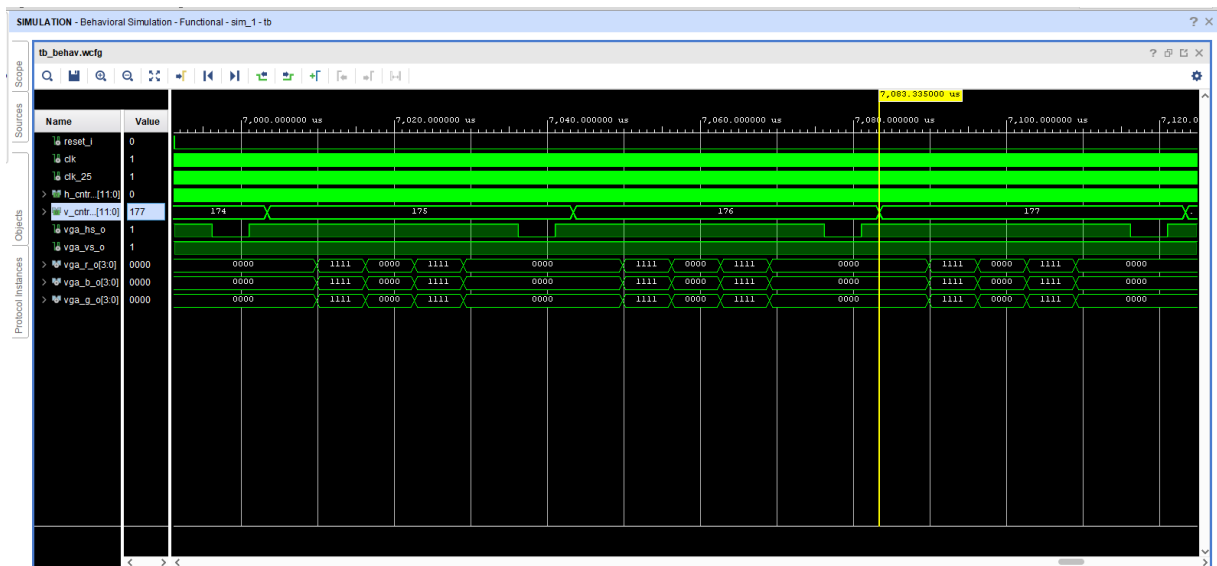 SIMULATION - Behavioral Simulation - Functional - sim_1 - tb
? ×
tb_behav.wcfg
Scope
Sources
Objects
Protocol Instances
7,083.335000 us
Name Value
7,000.000000 us 7,020.000000 us 7,040.000000 us 7,060.000000 us 7,080.000000 us 7,100.000000 us 7,120.0
reset_i 0
clk 1
clk_25 1
h_cntr...[11:0] 0
v_cntr...[11:0] 177 174 175 176 177
vga_hs_o 1
vga_vs_o 1
vga_r_o[3:0] 0000 0000 1111 0000 1111 0000 1111 0000 1111 0000 1111 0000 1111 0000
vga_b_o[3:0] 0000 0000 1111 0000 1111 0000 1111 0000 1111 0000 1111 0000 1111 0000
vga_g_o[3:0] 0000 0000 1111 0000 1111 0000 1111 0000 1111 0000 1111 0000 1111 0000